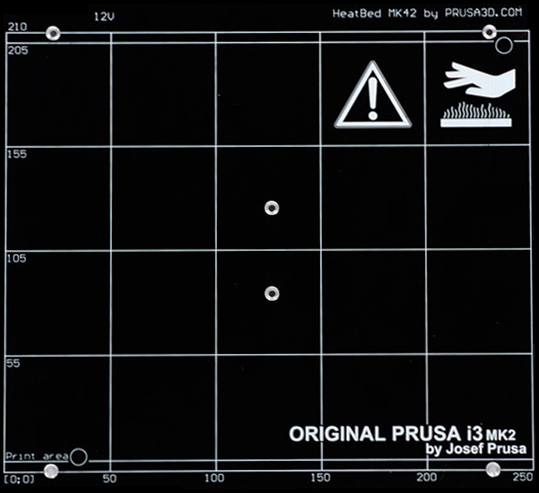 12V
HeatBed MK42 by PRUSA3D.COM
210
205
155
105
55
ORIGINAL PRUSA i3 MK2
by Josef Prusa
Print area
[0;0] 50 100 150 200 250